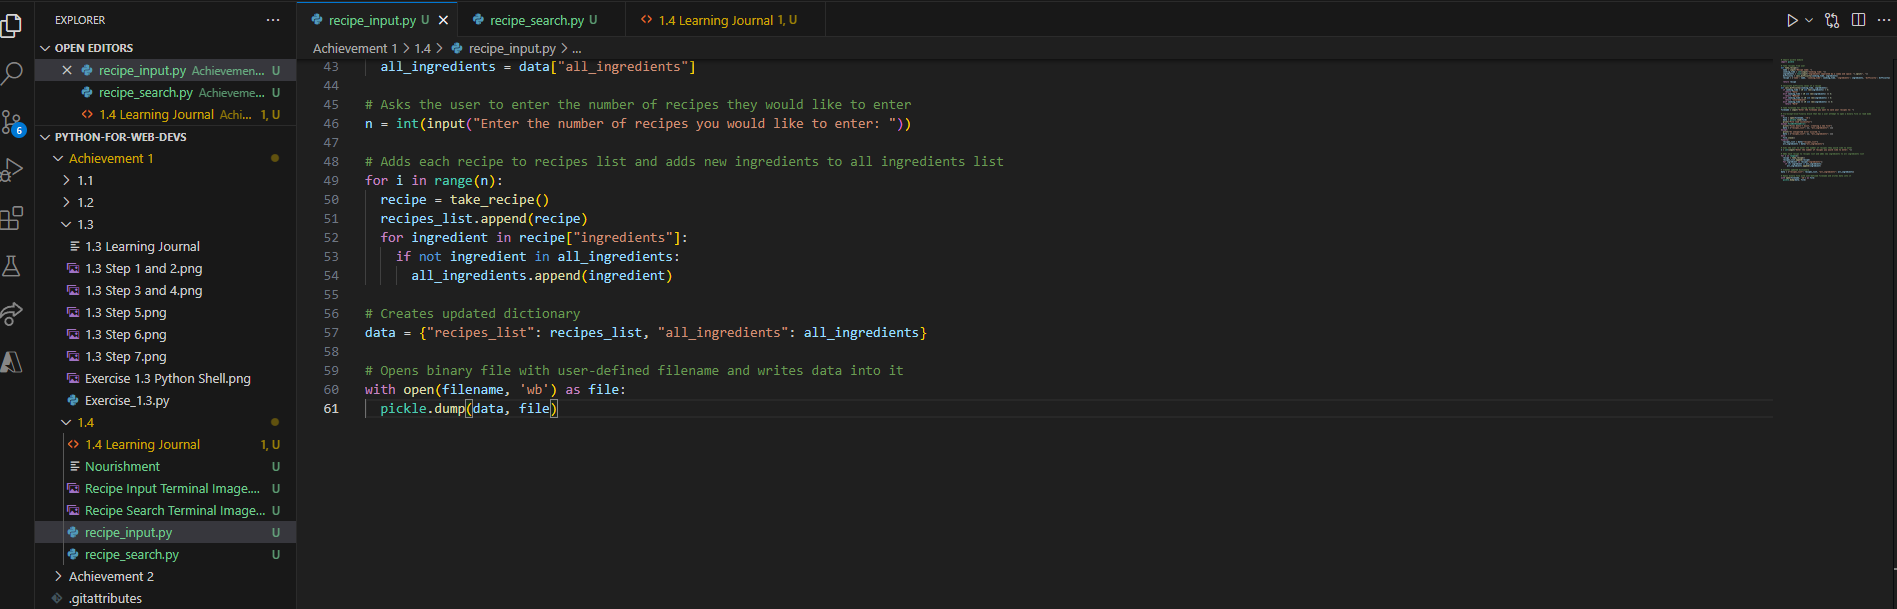 EXPLORER
OPEN EDITORS
recipe_input.py Achievemen... U
recipe_search.py Achieveme... U
1.4 Learning Journal Achi... 1, U
PYTHON-FOR-WEB-DEVS
Achievement 1
1.1
1.2
1.3
1.3 Learning Journal
1.3 Step 1 and 2.png
1.3 Step 3 and 4.png
1.3 Step 5.png
1.3 Step 6.png
1.3 Step 7.png
Exercise 1.3 Python Shell.png
Exercise_1.3.py
1.4
1.4 Learning Journal 1, U
Nourishment U
Recipe Input Terminal Image.... U
Recipe Search Terminal Image... U
recipe_input.py U
recipe_search.py U
Achievement 2
.gitattributes
6
recipe_input.py U
recipe_search.py U
1.4 Learning Journal 1, U
Achievement 1 > 1.4 > recipe_input.py > ...
43 all_ingredients = data["all_ingredients"]
44
45 # Asks the user to enter the number of recipes they would like to enter
46 n = int(input("Enter the number of recipes you would like to enter: "))
47
48 # Adds each recipe to recipes list and adds new ingredients to all ingredients list
49 for i in range(n):
50 recipe = take_recipe()
51 recipes_list.append(recipe)
52 for ingredient in recipe["ingredients"]:
53 if not ingredient in all_ingredients:
54 all_ingredients.append(ingredient)
55
56 # Creates updated dictionary
57 data = {"recipes_list": recipes_list, "all_ingredients": all_ingredients}
58
59 # Opens binary file with user-defined filename and writes data into it
60 with open(filename, 'wb') as file:
61 pickle.dump(data, file)